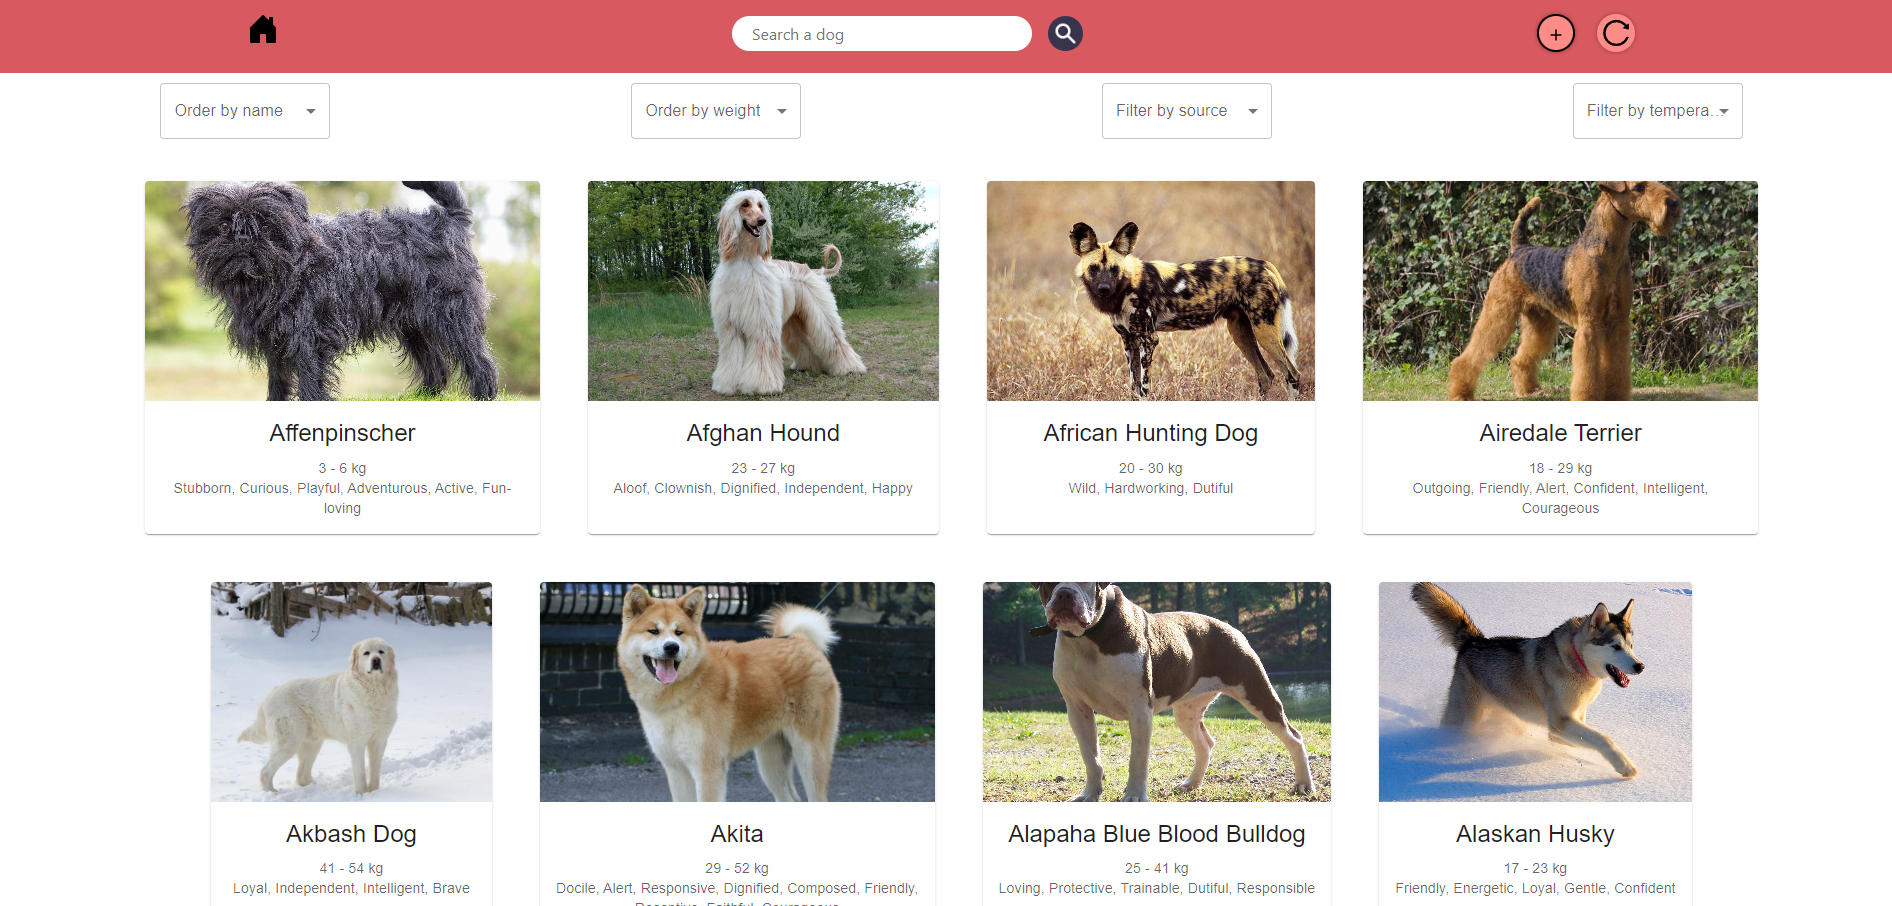 Search a dog
+
Order by name
Order by weight
Filter by source
Filter by tempera...
Affenpinscher
3 - 6 kg
Stubborn, Curious, Playful, Adventurous, Active, Fun-
loving
Afghan Hound
23 - 27 kg
Aloof, Clownish, Dignified, Independent, Happy
African Hunting Dog
20 - 30 kg
Wild, Hardworking, Dutiful
Airedale Terrier
18 - 29 kg
Outgoing, Friendly, Alert, Confident, Intelligent,
Courageous
Akbash Dog
41 - 54 kg
Loyal, Independent, Intelligent, Brave
Akita
29 - 52 kg
Docile, Alert, Responsive, Dignified, Composed, Friendly,
Receptive, Faithful, Courageous
Alapaha Blue Blood Bulldog
25 - 41 kg
Loving, Protective, Trainable, Dutiful, Responsible
Alaskan Husky
17 - 23 kg
Friendly, Energetic, Loyal, Gentle, Confident